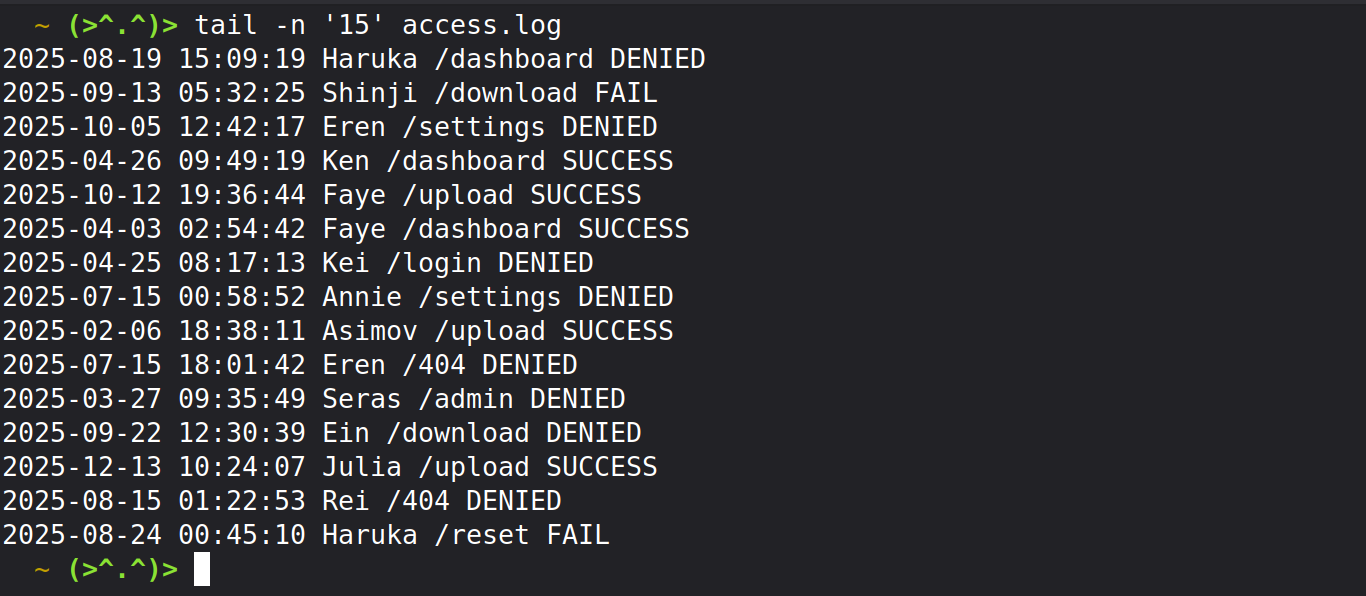 ~ (>^.^)> tail -n '15' access.log
2025-08-19 15:09:19 Haruka /dashboard DENIED
2025-09-13 05:32:25 Shinji /download FAIL
2025-10-05 12:42:17 Eren /settings DENIED
2025-04-26 09:49:19 Ken /dashboard SUCCESS
2025-10-12 19:36:44 Faye /upload SUCCESS
2025-04-03 02:54:42 Faye /dashboard SUCCESS
2025-04-25 08:17:13 Kei /login DENIED
2025-07-15 00:58:52 Annie /settings DENIED
2025-02-06 18:38:11 Asimov /upload SUCCESS
2025-07-15 18:01:42 Eren /404 DENIED
2025-03-27 09:35:49 Seras /admin DENIED
2025-09-22 12:30:39 Ein /download DENIED
2025-12-13 10:24:07 Julia /upload SUCCESS
2025-08-15 01:22:53 Rei /404 DENIED
2025-08-24 00:45:10 Haruka /reset FAIL
~ (>^.^)>